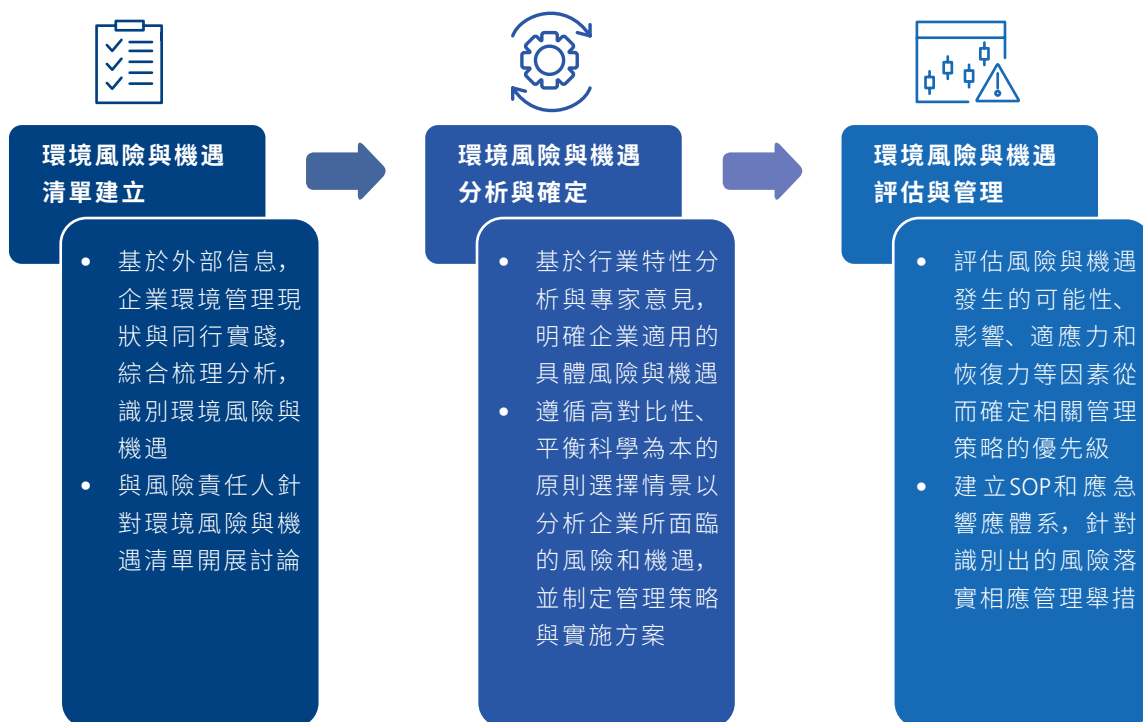 環境風險與機遇
清單建立
• 基於外部信息，
企業環境管理現
狀與同行實踐，
綜合梳理分析，
識別環境風險與
機遇
• 與風險責任人針
對環境風險與機
遇清單開展討論
環境風險與機遇
分析與確定
• 基於行業特性分
析與專家意見，
明確企業適用的
具體風險與機遇
• 遵循高對比性、
平衡科學為本的
原則選擇情景以
分析企業所面臨
的風險和機遇，
並制定管理策略
與實施方案
環境風險與機遇
評估與管理
• 評估風險與機遇
發生的可能性、
影響、適應力和
恢復力等因素從
而確定相關管理
策略的優先級
• 建立SOP和應急
響應體系，針對
識別出的風險落
實相應管理舉措